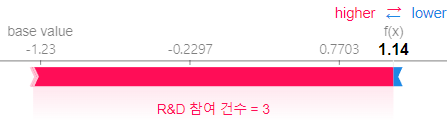 higher ⇄ lower
base value f(x)
-1.23 -0.2297 0.7703 1.14
R&D 참여 건수 = 3